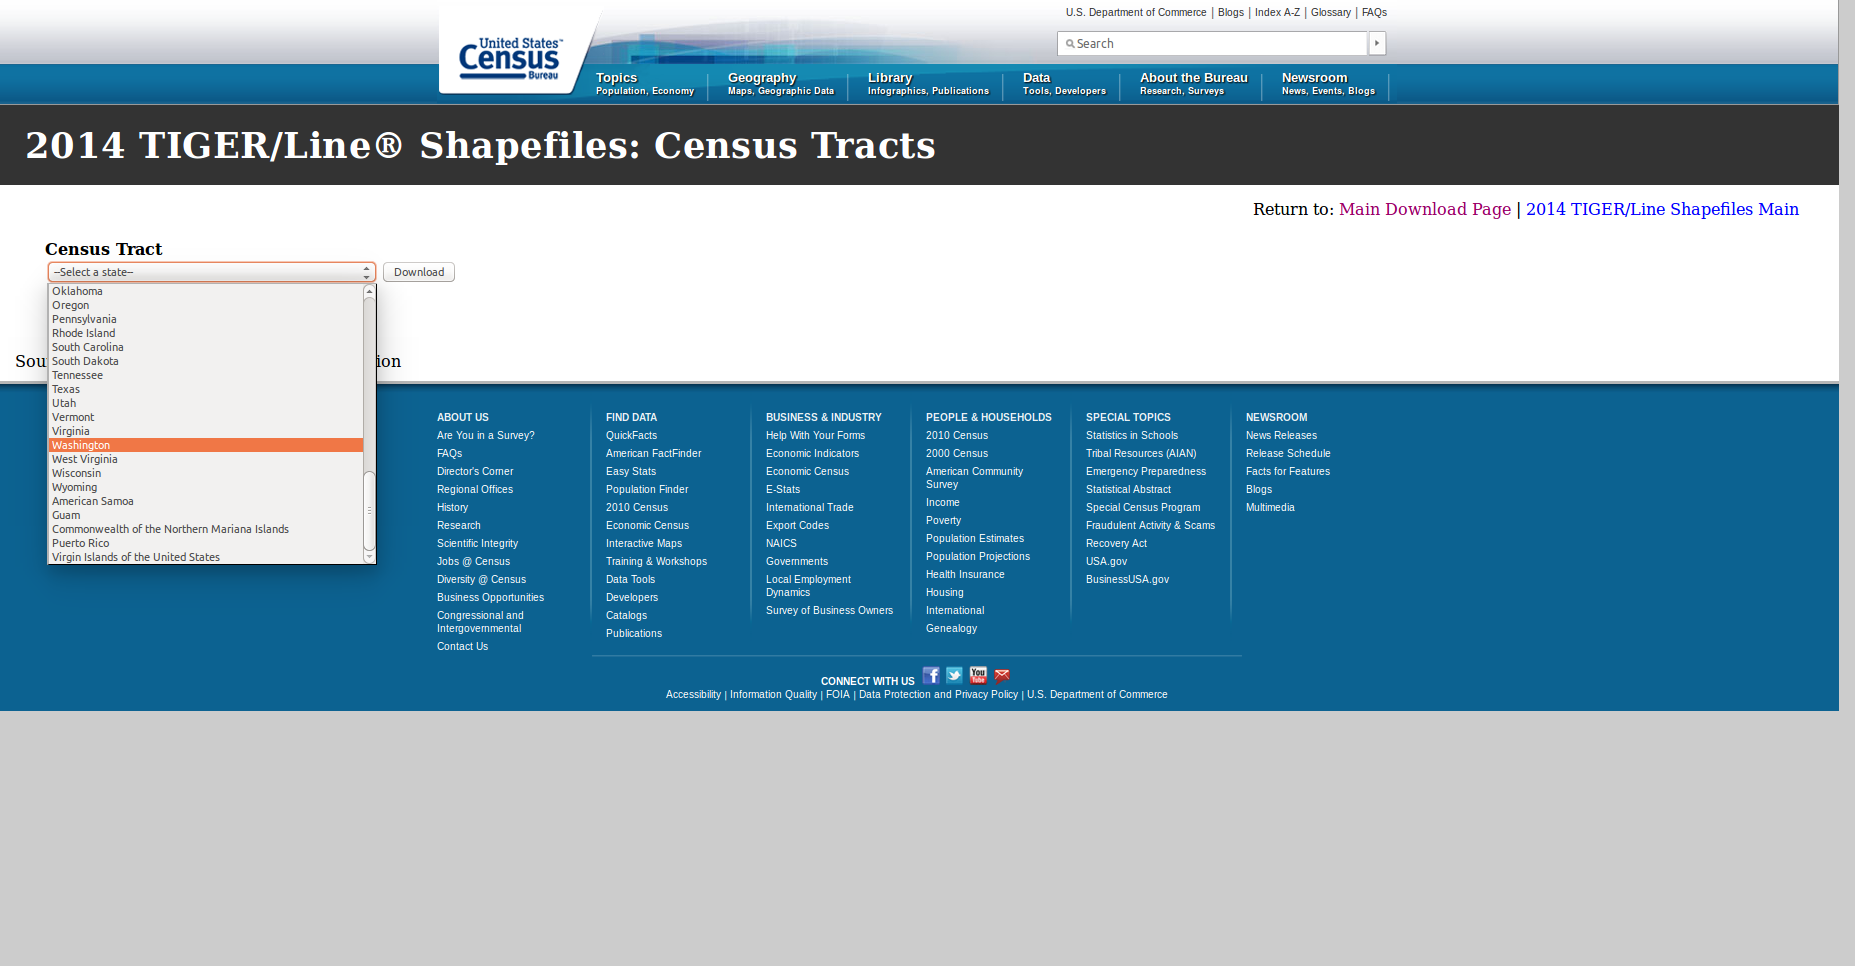 U.S. Department of Commerce | Blogs | Index A-Z | Glossary | FAQs
United States™
Census
Bureau
Search
Topics
Population, Economy
Geography
Maps, Geographic Data
Library
Infographics, Publications
Data
Tools, Developers
About the Bureau
Research, Surveys
Newsroom
News, Events, Blogs
2014 TIGER/Line® Shapefiles: Census Tracts
Return to: Main Download Page | 2014 TIGER/Line Shapefiles Main
Census Tract
--Select a state--
Download
Oklahoma
Oregon
Pennsylvania
Rhode Island
South Carolina
South Dakota
Tennessee
Texas
Utah
Vermont
Virginia
Washington
West Virginia
Wisconsin
Wyoming
American Samoa
Guam
Commonwealth of the Northern Mariana Islands
Puerto Rico
Virgin Islands of the United States
ABOUT US
Are You in a Survey?
FAQs
Director's Corner
Regional Offices
History
Research
Scientific Integrity
Jobs @ Census
Diversity @ Census
Business Opportunities
Congressional and
Intergovernmental
Contact Us
FIND DATA
QuickFacts
American FactFinder
Easy Stats
Population Finder
2010 Census
Economic Census
Interactive Maps
Training & Workshops
Data Tools
Developers
Catalogs
Publications
BUSINESS & INDUSTRY
Help With Your Forms
Economic Indicators
Economic Census
E-Stats
International Trade
Export Codes
NAICS
Governments
Local Employment
Dynamics
Survey of Business Owners
PEOPLE & HOUSEHOLDS
2010 Census
2000 Census
American Community
Survey
Income
Poverty
Population Estimates
Population Projections
Health Insurance
Housing
International
Genealogy
SPECIAL TOPICS
Statistics in Schools
Tribal Resources (AIAN)
Emergency Preparedness
Statistical Abstract
Special Census Program
Fraudulent Activity & Scams
Recovery Act
USA.gov
BusinessUSA.gov
NEWSROOM
News Releases
Release Schedule
Facts for Features
Blogs
Multimedia
CONNECT WITH US
You
Tube
Accessibility | Information Quality | FOIA | Data Protection and Privacy Policy | U.S. Department of Commerce